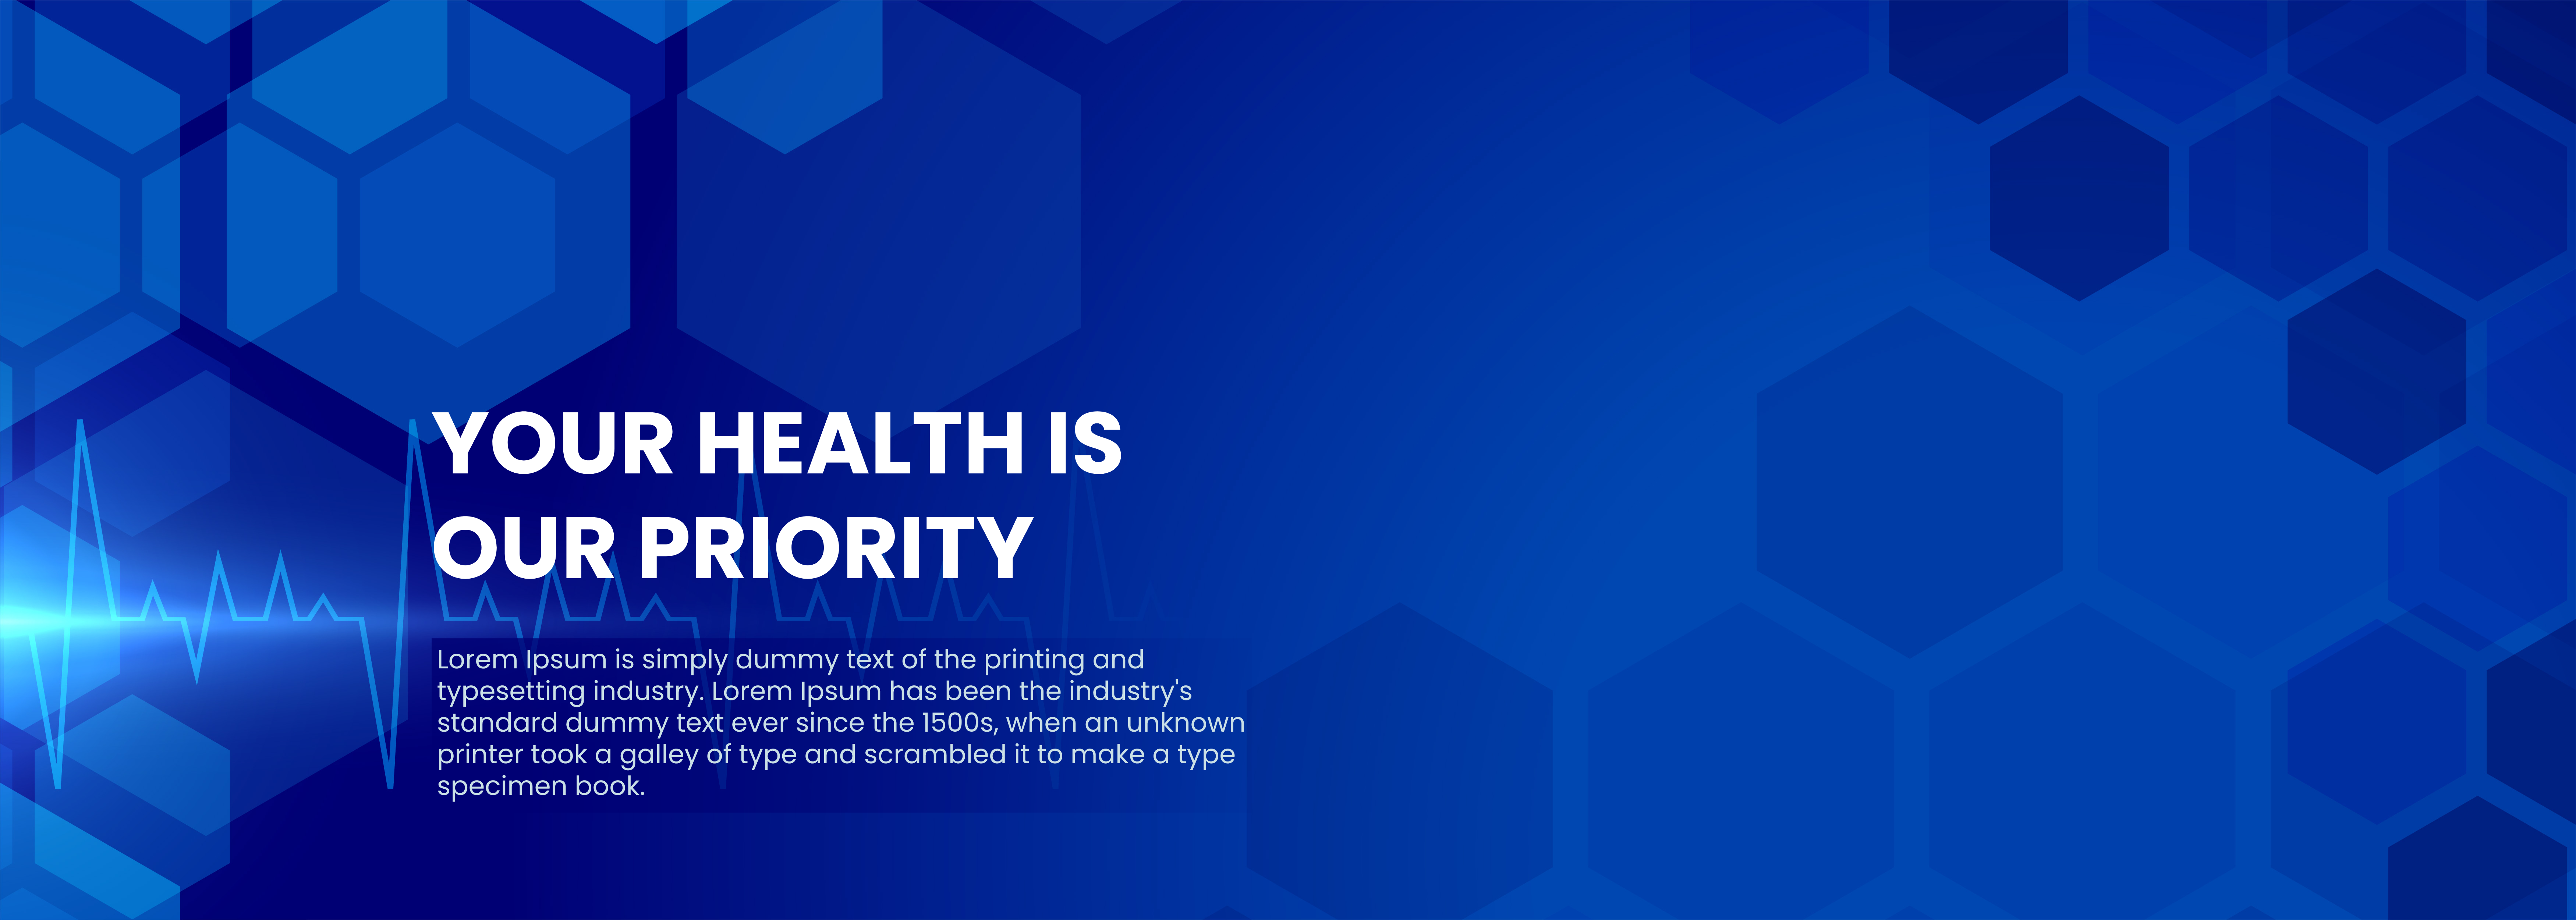 YOUR HEALTH IS
OUR PRIORITY
Lorem Ipsum is simply dummy text of the printing and
typesetting industry. Lorem Ipsum has been the industry's
standard dummy text ever since the 1500s, when an unknown
printer took a galley of type and scrambled it to make a type
specimen book.